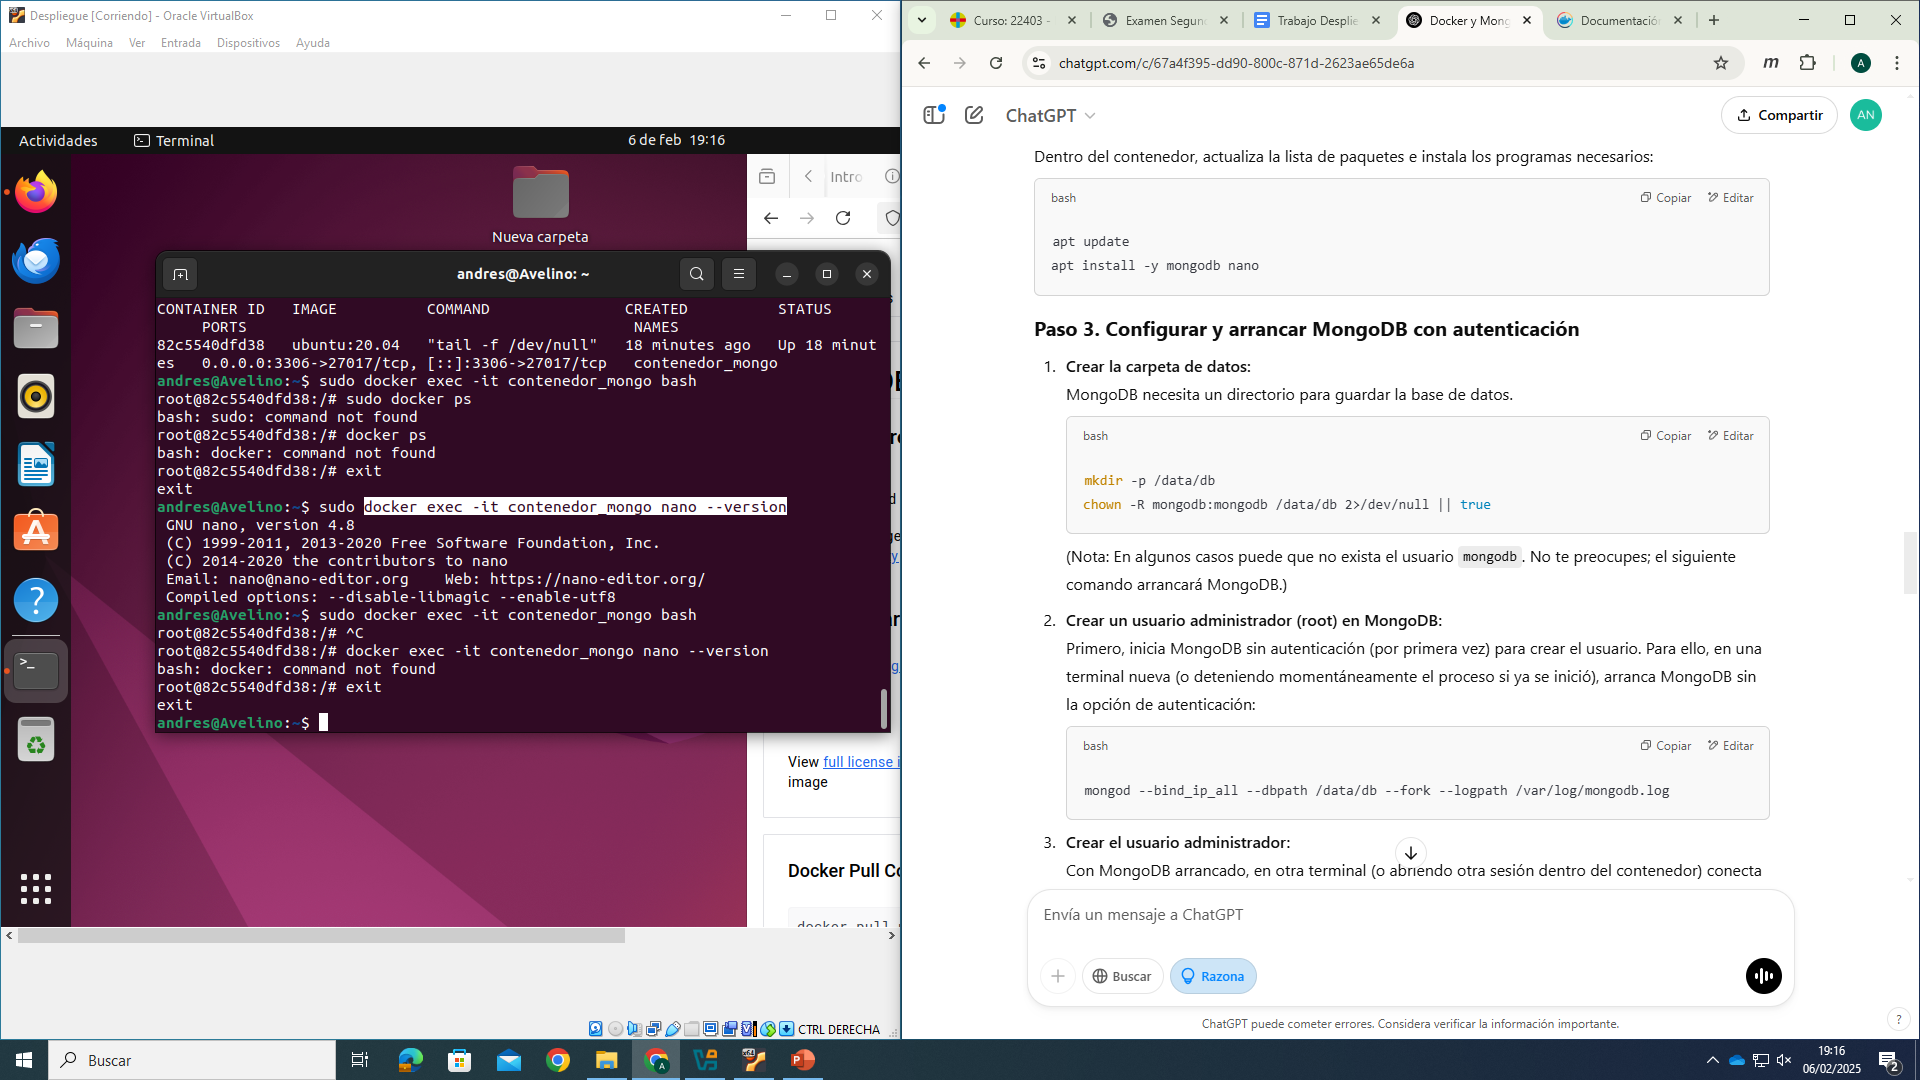 Despliegue [Corriendo] - Oracle VirtualBox
Archivo Máquina Ver Entrada Dispositivos Ayuda
Actividades Terminal 6 de feb 19:16
Nueva carpeta
Intro
andres@Avelino: ~
CONTAINER ID IMAGE COMMAND CREATED STATUS
PORTS NAMES
82c5540dfd38 ubuntu:20.04 "tail -f /dev/null" 18 minutes ago Up 18 minut
es 0.0.0.0:3306->27017/tcp, [::]:3306->27017/tcp contenedor_mongo
andres@Avelino:~$ sudo docker exec -it contenedor_mongo bash
root@82c5540dfd38:/# sudo docker ps
bash: sudo: command not found
root@82c5540dfd38:/# docker ps
bash: docker: command not found
root@82c5540dfd38:/# exit
exit
andres@Avelino:~$ sudo docker exec -it contenedor_mongo nano --version
GNU nano, version 4.8
(C) 1999-2011, 2013-2020 Free Software Foundation, Inc.
(C) 2014-2020 the contributors to nano
Email: nano@nano-editor.org Web: https://nano-editor.org/
Compiled options: --disable-libmagic --enable-utf8
andres@Avelino:~$ sudo docker exec -it contenedor_mongo bash
root@82c5540dfd38:/# ^C
root@82c5540dfd38:/# docker exec -it contenedor_mongo nano --version
bash: docker: command not found
root@82c5540dfd38:/# exit
exit
andres@Avelino:~$
View full license i
image
Docker Pull Co
CTRL DERECHA
Curso: 22403 - Examen Segun Trabajo Desplie Docker y Mong Documentació
chatgpt.com/c/67a4f395-dd90-800c-871d-2623ae65de6a
m A
ChatGPT Compartir AN
Dentro del contenedor, actualiza la lista de paquetes e instala los programas necesarios:
bash Copiar Editar
apt update
apt install -y mongodb nano
Paso 3. Configurar y arrancar MongoDB con autenticación
1. Crear la carpeta de datos:
MongoDB necesita un directorio para guardar la base de datos.
bash Copiar Editar
mkdir -p /data/db
chown -R mongodb:mongodb /data/db 2>/dev/null || true
(Nota: En algunos casos puede que no exista el usuario mongodb. No te preocupes; el siguiente
comando arrancará MongoDB.)
2. Crear un usuario administrador (root) en MongoDB:
Primero, inicia MongoDB sin autenticación (por primera vez) para crear el usuario. Para ello, en una
terminal nueva (o deteniendo momentáneamente el proceso si ya se inició), arranca MongoDB sin
la opción de autenticación:
bash Copiar Editar
mongod --bind_ip_all --dbpath /data/db --fork --logpath /var/log/mongodb.log
3. Crear el usuario administrador:
Con MongoDB arrancado, en otra terminal (o abriendo otra sesión dentro del contenedor) conecta
Envía un mensaje a ChatGPT
Buscar Razona
ChatGPT puede cometer errores. Considera verificar la información importante.
?
Buscar
19:16
06/02/2025
2